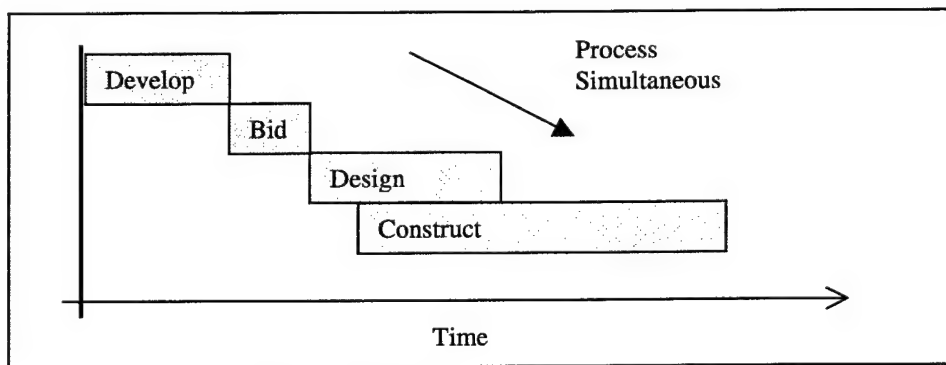 Process
Simultaneous
Develop
Bid
Design
Construct
Time